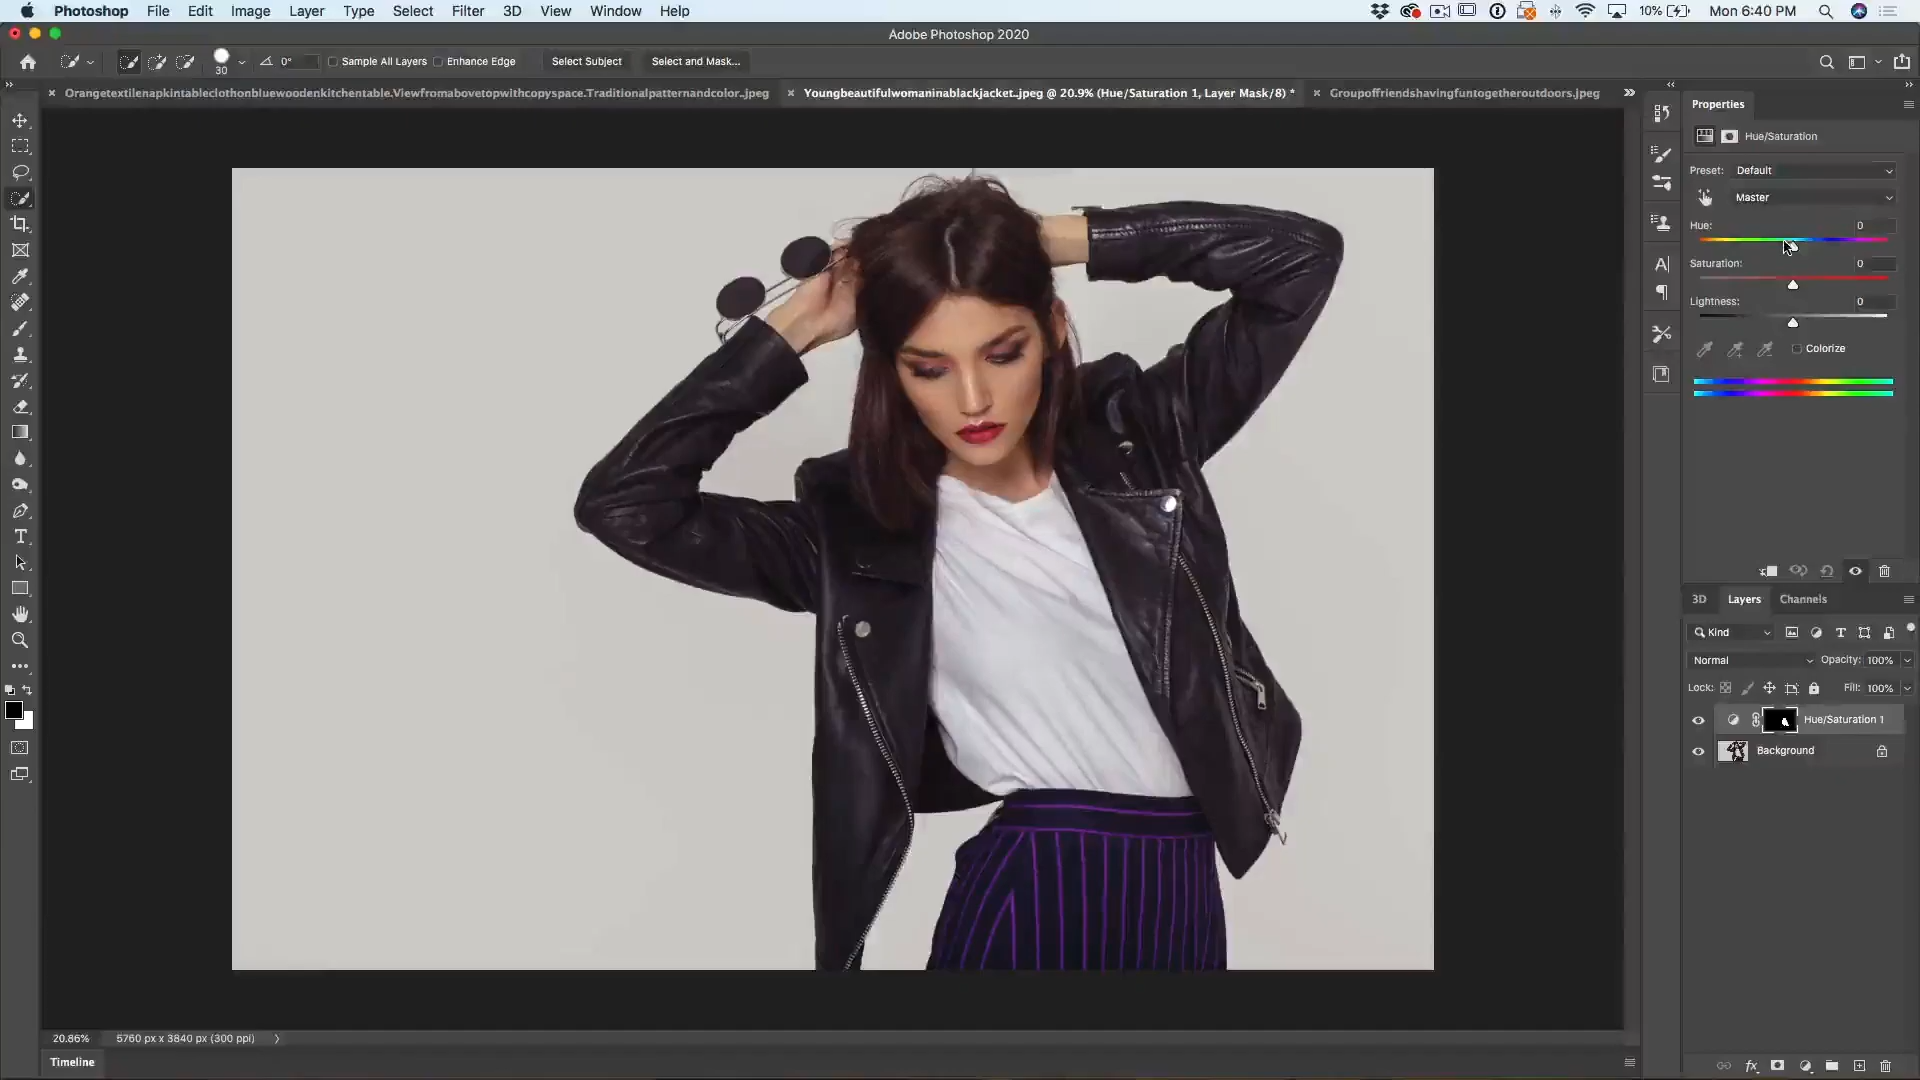 Photoshop File Edit Image Layer Type Select Filter 3D View Window Help 10% Mon 6:40 PM
Adobe Photoshop 2020
30 0° Sample All Layers Enhance Edge Select Subject Select and Mask...
Orangetextilenapkintableclothonbluewoodenkitchentable.Viewfromabovetopwithcopyspace.Traditionalpatternandcolor..jpeg Youngbeautifulwomaninablackjacket..jpeg @ 20.9% (Hue/Saturation 1, Layer Mask/8) * Groupoffriendshavingfuntogetheroutdoors.jpeg
Properties
Hue/Saturation
Preset: Default
Master
Hue: 0
Saturation: 0
Lightness: 0
Colorize
3D Layers Channels
Kind
Normal Opacity: 100%
Lock: Fill: 100%
Hue/Saturation 1
Background
20.86% 5760 px x 3840 px (300 ppi)
Timeline